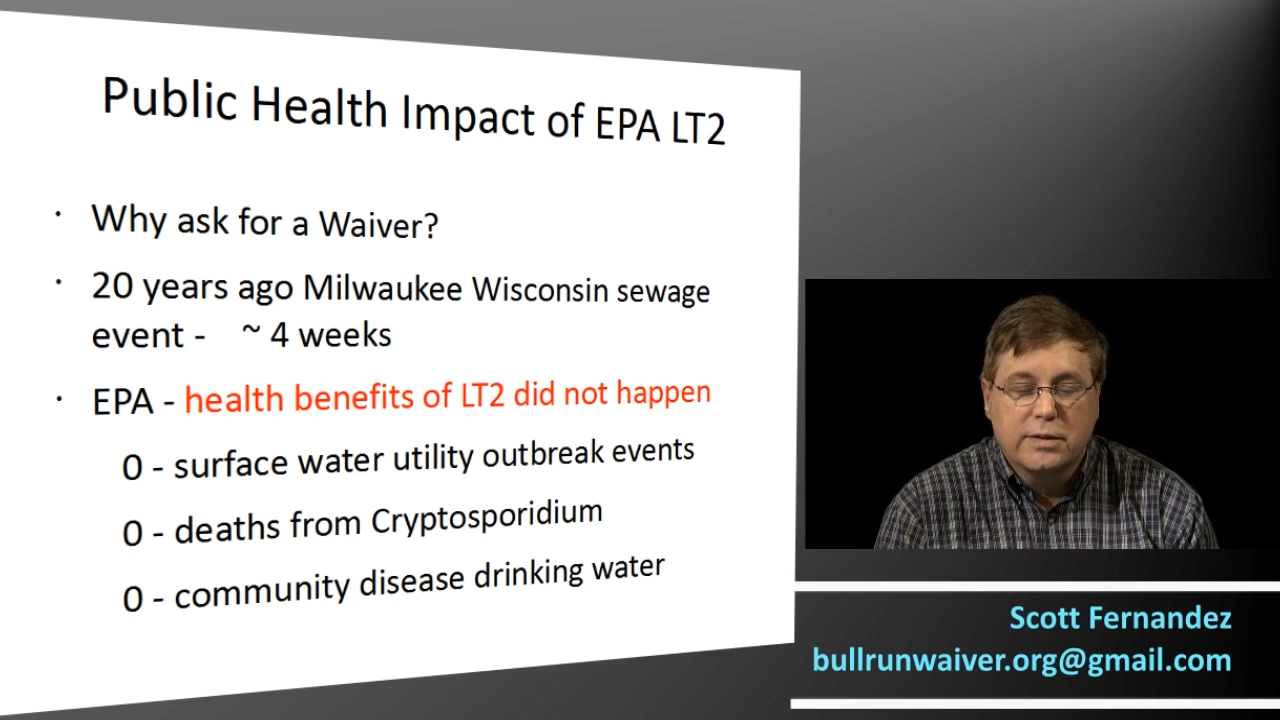 Public Health Impact of EPA LT2
· Why ask for a Waiver?
· 20 years ago Milwaukee Wisconsin sewage
event - ~ 4 weeks
· EPA - health benefits of LT2 did not happen
0 - surface water utility outbreak events
0 - deaths from Cryptosporidium
0 - community disease drinking water
Scott Fernandez
bullrunwaiver.org@gmail.com